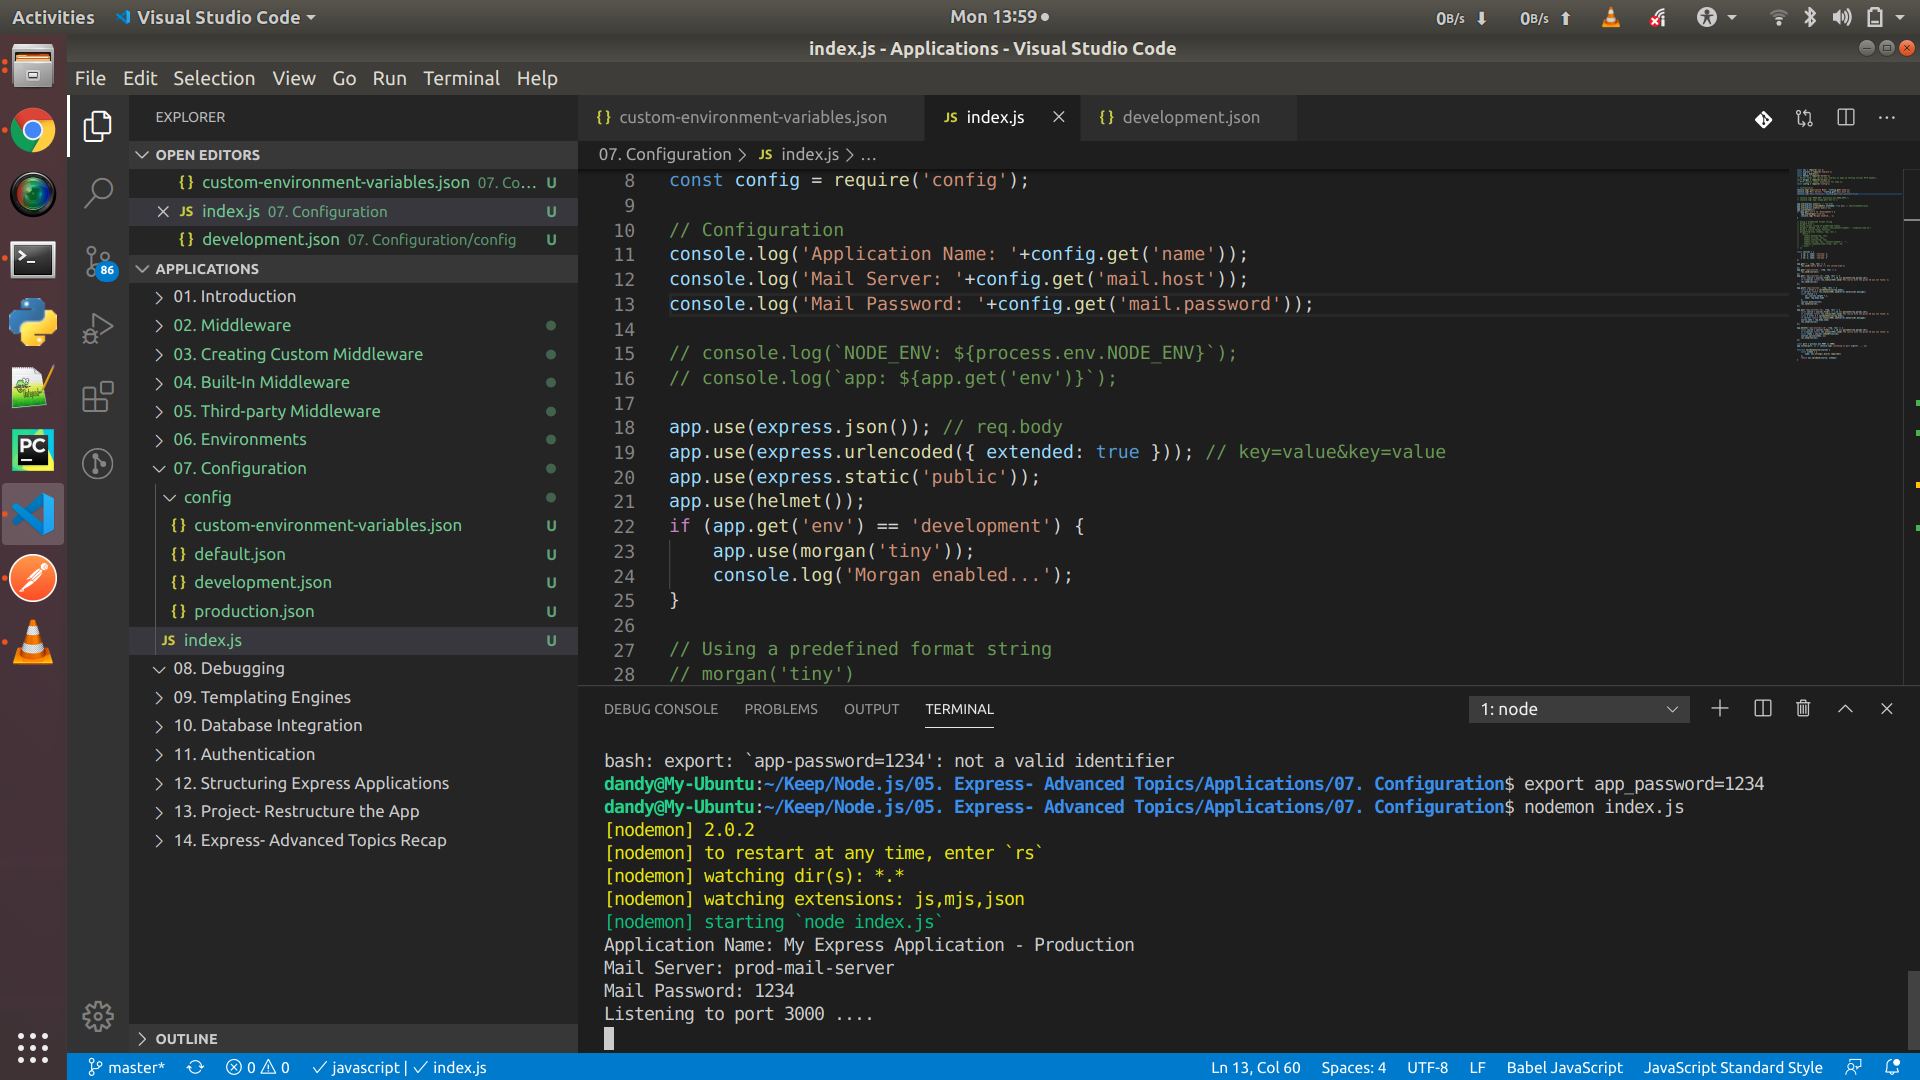 Activities Visual Studio Code Mon 13:59 0B/s 0B/s
index.js - Applications - Visual Studio Code
File Edit Selection View Go Run Terminal Help
EXPLORER
OPEN EDITORS
{} custom-environment-variables.json 07. Co... U
JS index.js 07. Configuration U
{} development.json 07. Configuration/config U
86
APPLICATIONS
01. Introduction
02. Middleware
03. Creating Custom Middleware
04. Built-In Middleware
05. Third-party Middleware
06. Environments
07. Configuration
config
{} custom-environment-variables.json U
{} default.json U
{} development.json U
{} production.json U
JS index.js U
08. Debugging
09. Templating Engines
10. Database Integration
11. Authentication
12. Structuring Express Applications
13. Project- Restructure the App
14. Express- Advanced Topics Recap
OUTLINE
PC
{} custom-environment-variables.json JS index.js {} development.json
07. Configuration > JS index.js > ...
8 const config = require('config');
9
10 // Configuration
11 console.log('Application Name: '+config.get('name'));
12 console.log('Mail Server: '+config.get('mail.host'));
13 console.log('Mail Password: '+config.get('mail.password'));
14
15 // console.log(`NODE_ENV: ${process.env.NODE_ENV}`);
16 // console.log(`app: ${app.get('env')}`);
17
18 app.use(express.json()); // req.body
19 app.use(express.urlencoded({ extended: true })); // key=value&key=value
20 app.use(express.static('public'));
21 app.use(helmet());
22 if (app.get('env') == 'development') {
23 app.use(morgan('tiny'));
24 console.log('Morgan enabled...');
25 }
26
27 // Using a predefined format string
28 // morgan('tiny')
DEBUG CONSOLE PROBLEMS OUTPUT TERMINAL 1: node
bash: export: `app-password=1234': not a valid identifier
dandy@My-Ubuntu:~/Keep/Node.js/05. Express- Advanced Topics/Applications/07. Configuration$ export app_password=1234
dandy@My-Ubuntu:~/Keep/Node.js/05. Express- Advanced Topics/Applications/07. Configuration$ nodemon index.js
[nodemon] 2.0.2
[nodemon] to restart at any time, enter `rs`
[nodemon] watching dir(s): *.*
[nodemon] watching extensions: js,mjs,json
[nodemon] starting `node index.js`
Application Name: My Express Application - Production
Mail Server: prod-mail-server
Mail Password: 1234
Listening to port 3000 ....
master* 0 0 javascript | index.js Ln 13, Col 60 Spaces: 4 UTF-8 LF Babel JavaScript JavaScript Standard Style